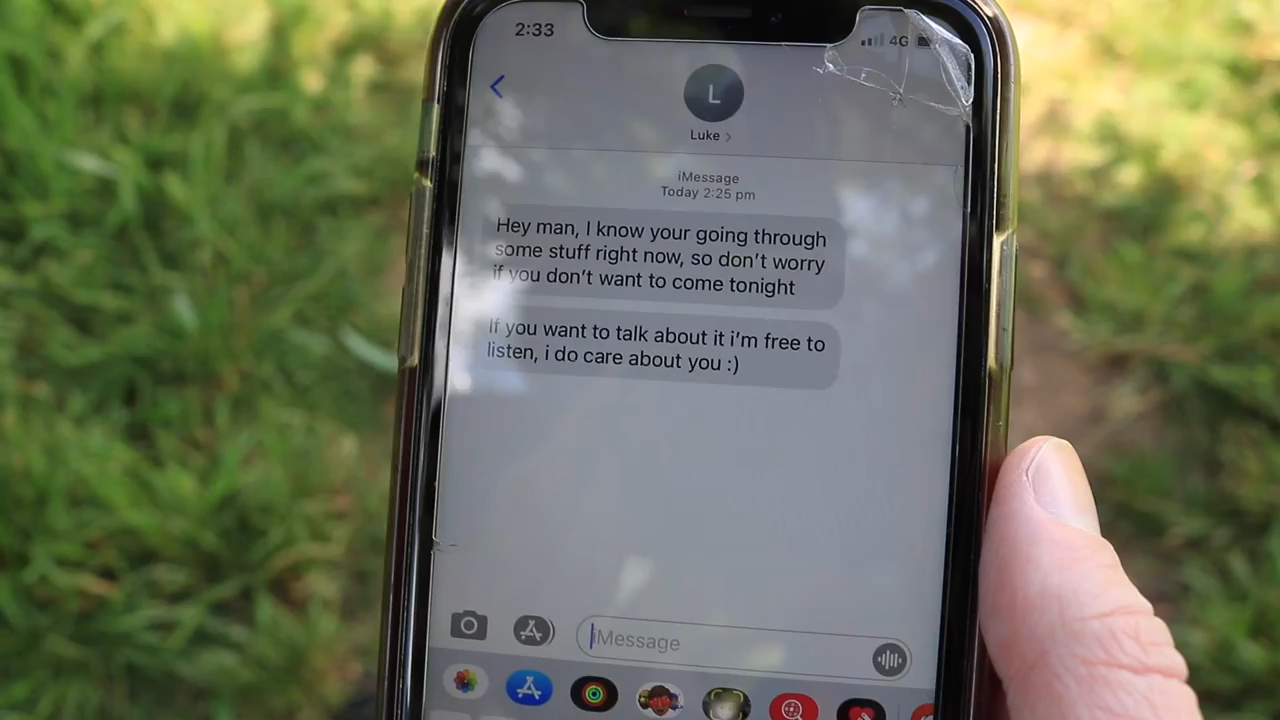 2:33
4G
L
Luke
iMessage
Today 2:25 pm
Hey man, I know your going through
some stuff right now, so don't worry
if you don't want to come tonight
If you want to talk about it i'm free to
listen, i do care about you :)
iMessage